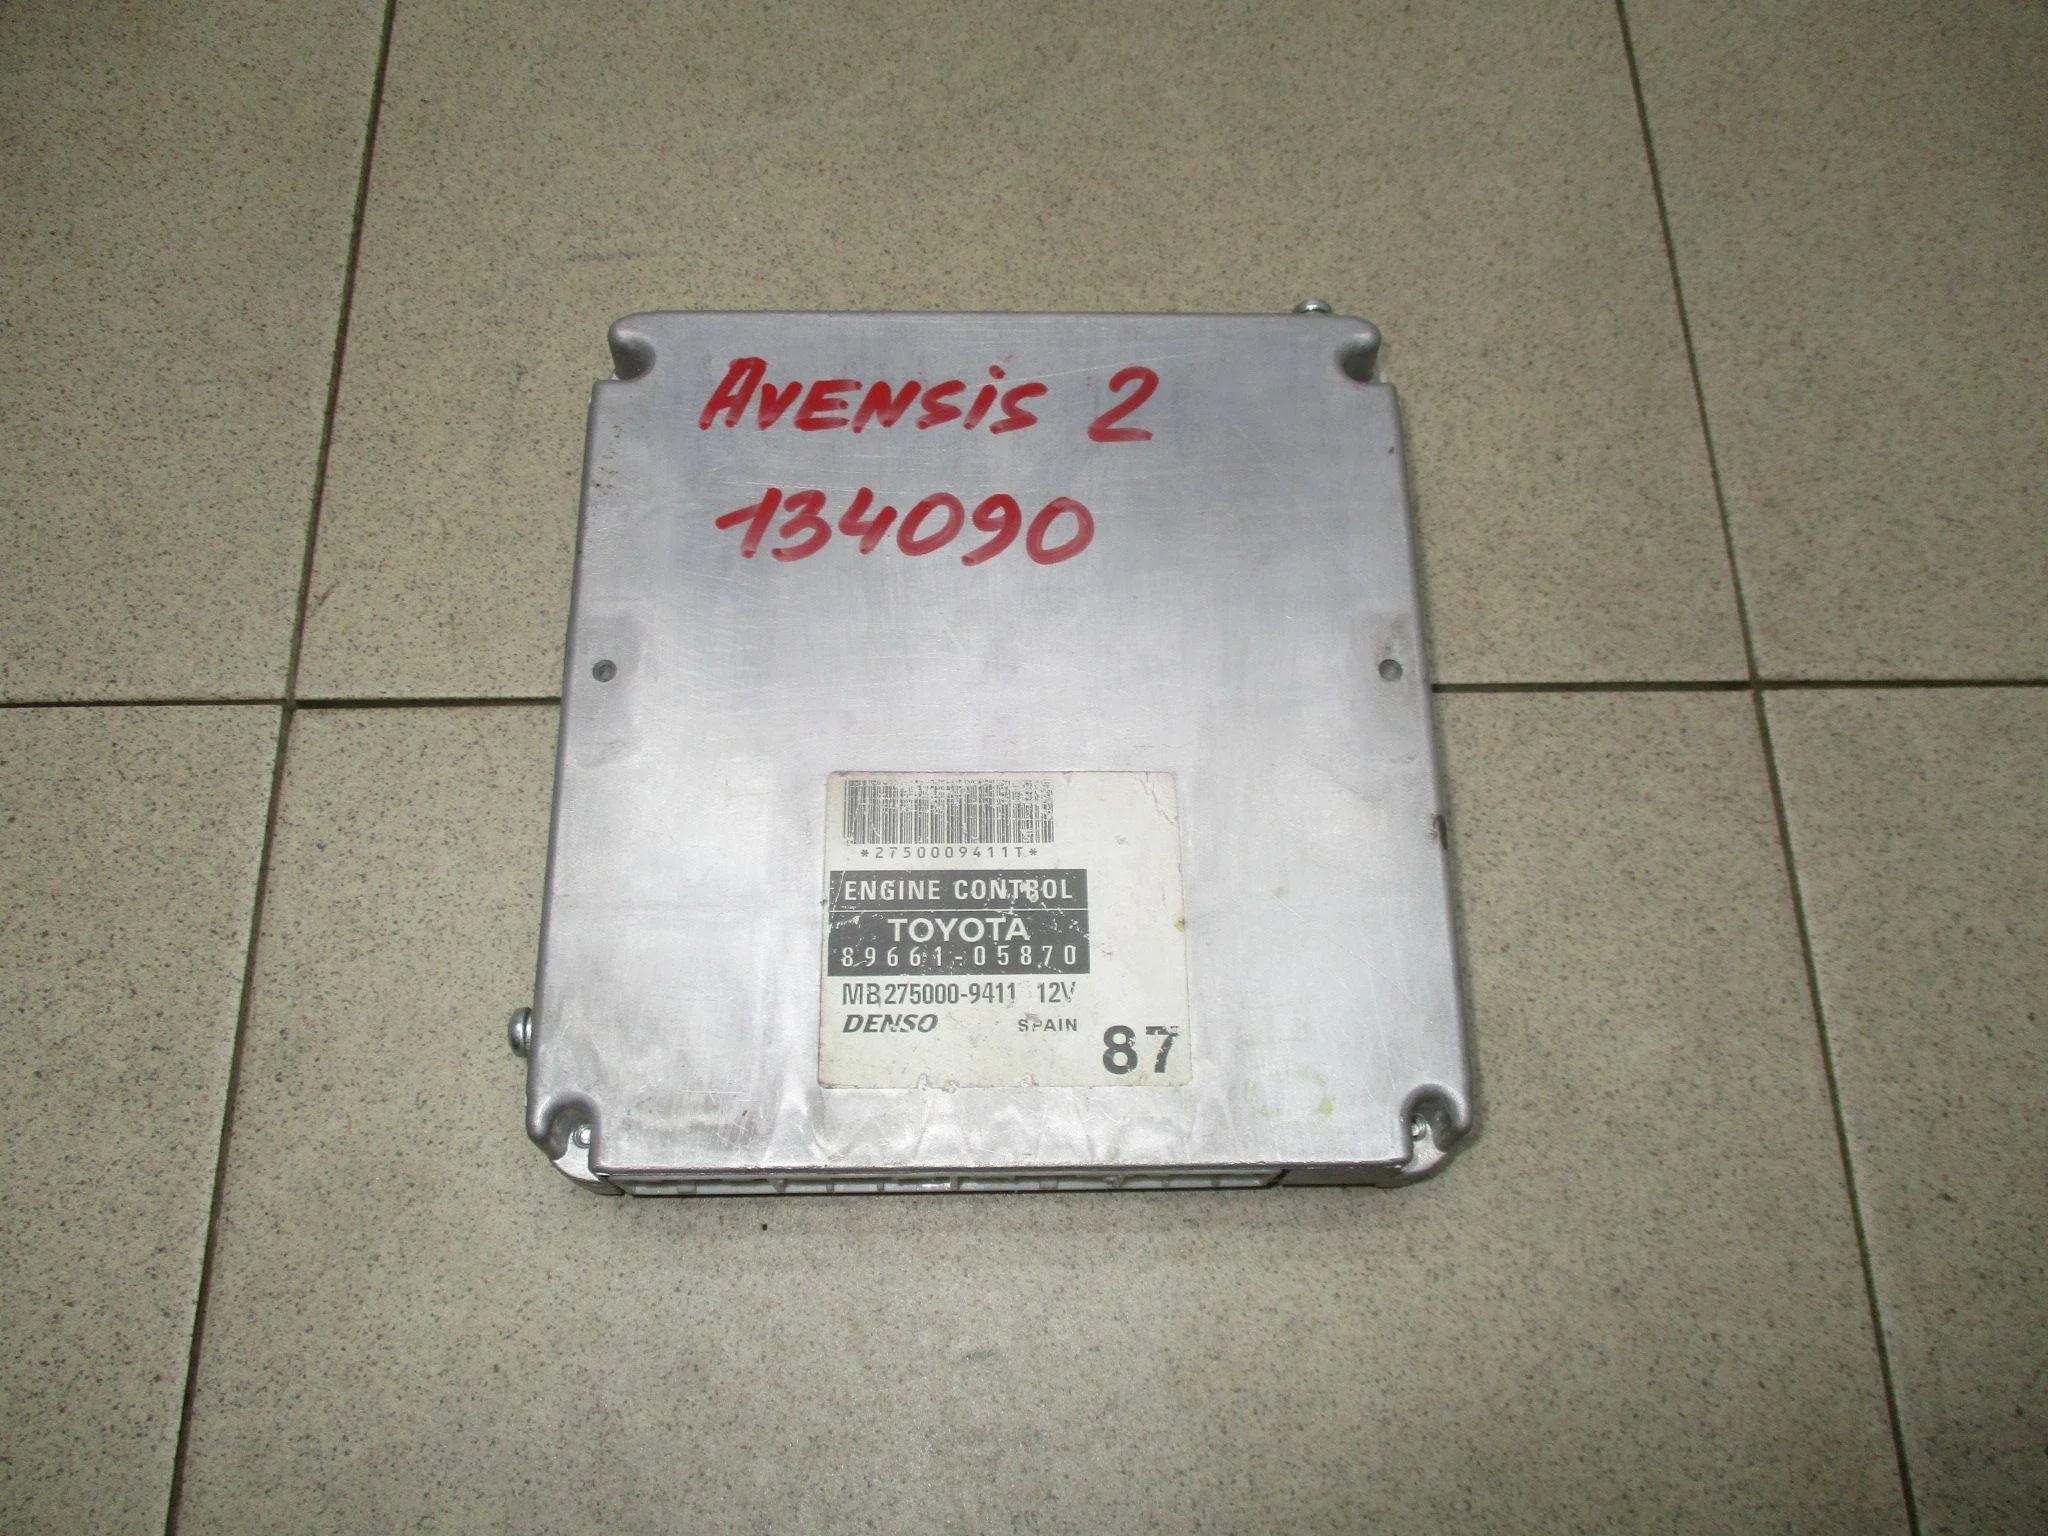 AVENSiS 2
134090
*2750009411T*
ENGINE CONTROL
TOYOTA
89661-05870
MB275000-9411 12V
DENSO SPAIN
87